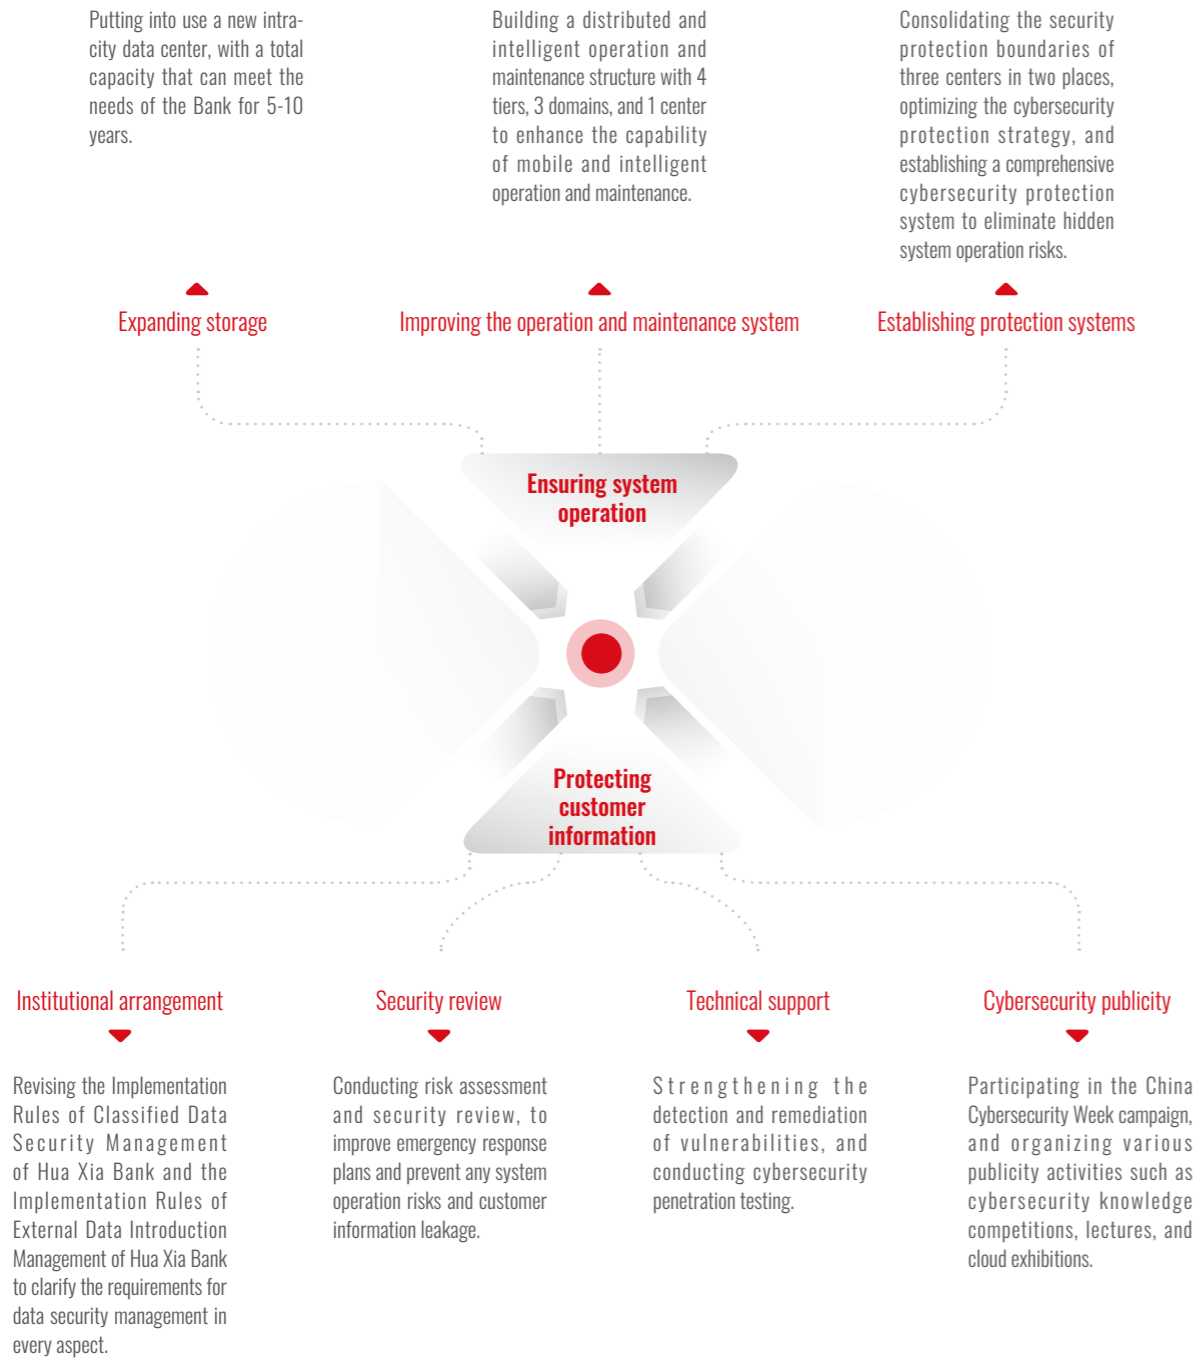 Putting into use a new intra-
city data center, with a total
capacity that can meet the
needs of the Bank for 5-10
years.
Building a distributed and
intelligent operation and
maintenance structure with 4
tiers, 3 domains, and 1 center
to enhance the capability
of mobile and intelligent
operation and maintenance.
Consolidating the security
protection boundaries of
three centers in two places,
optimizing the cybersecurity
protection strategy, and
establishing a comprehensive
cybersecurity protection
system to eliminate hidden
system operation risks.
Expanding storage
Improving the operation and maintenance system
Establishing protection systems
Ensuring system
operation
Protecting
customer
information
Institutional arrangement
Security review
Technical support
Cybersecurity publicity
Revising the Implementation
Rules of Classified Data
Security Management
of Hua Xia Bank and the
Implementation Rules of
External Data Introduction
Management of Hua Xia Bank
to clarify the requirements for
data security management in
every aspect.
Conducting risk assessment
and security review, to
improve emergency response
plans and prevent any system
operation risks and customer
information leakage.
Strengthening the
detection and remediation
of vulnerabilities, and
conducting cybersecurity
penetration testing.
Participating in the China
Cybersecurity Week campaign,
and organizing various
publicity activities such as
cybersecurity knowledge
competitions, lectures, and
cloud exhibitions.